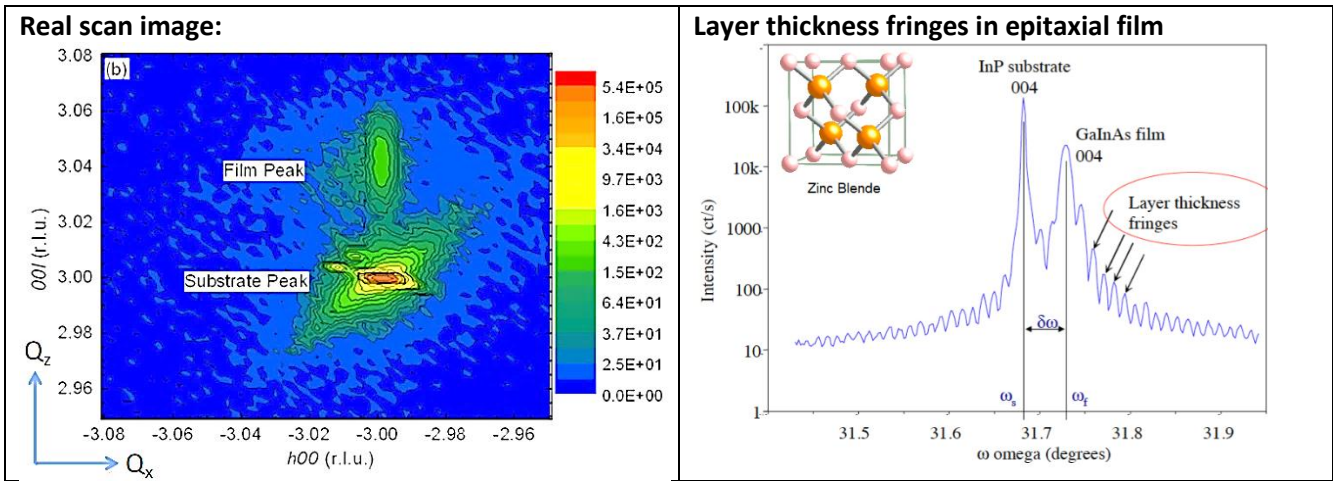 Real scan image:
(b)
3.08
3.06
3.04
3.02
3.00
2.98
2.96
00l (r.l.u.)
Film Peak
Substrate Peak
Qz
Qx
-3.08
-3.06
-3.04
-3.02
-3.00
-2.98
-2.96
h00 (r.l.u.)
5.4E+05
1.6E+05
3.4E+04
9.7E+03
1.6E+03
4.3E+02
1.5E+02
6.4E+01
3.7E+01
2.5E+01
0.0E+00
Layer thickness fringes in epitaxial film
Zinc Blende
InP substrate
004
GaInAs film
004
Layer thickness
fringes
δω
ωs
ωf
Intensity (ct/s)
100k
10k
1000
100
10
1
31.5
31.6
31.7
31.8
31.9
ω omega (degrees)